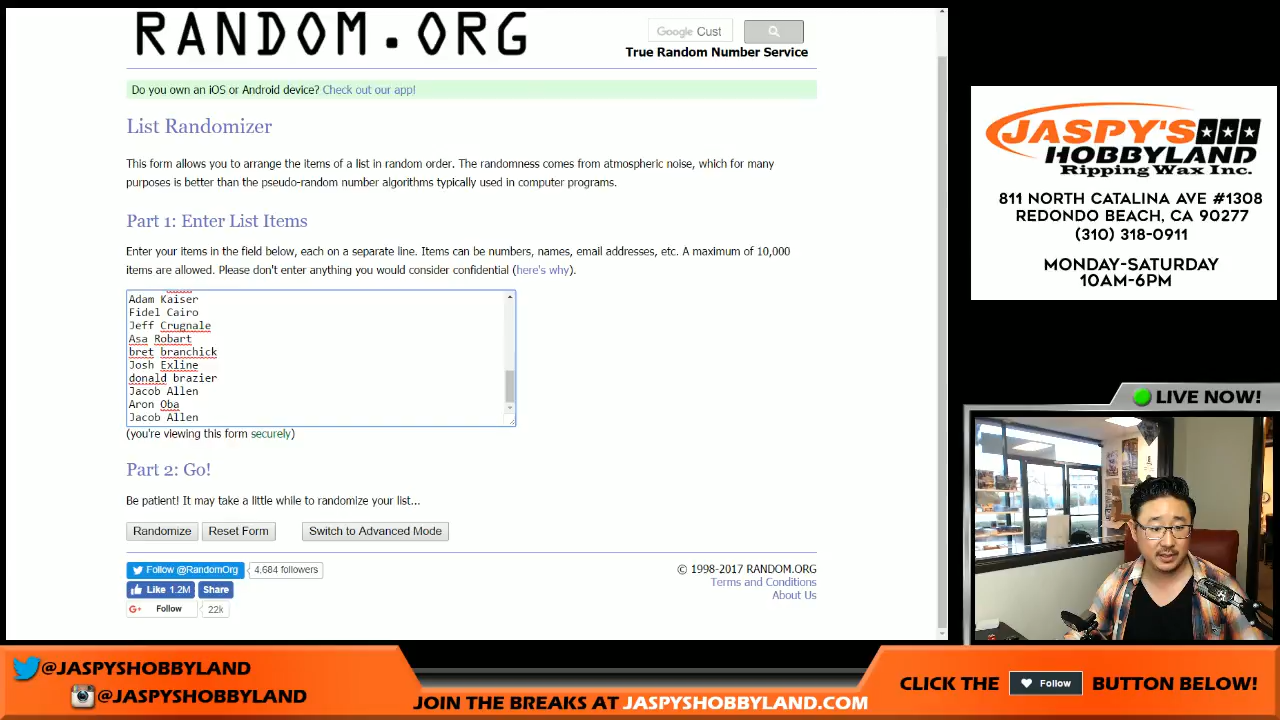 RANDOM.ORG
Google Cust
True Random Number Service
Do you own an iOS or Android device? Check out our app!
List Randomizer
This form allows you to arrange the items of a list in random order. The randomness comes from atmospheric noise, which for many
purposes is better than the pseudo-random number algorithms typically used in computer programs.
Part 1: Enter List Items
Enter your items in the field below, each on a separate line. Items can be numbers, names, email addresses, etc. A maximum of 10,000
items are allowed. Please don't enter anything you would consider confidential (here's why).
Adam Kaiser
Fidel Cairo
Jeff Crugnale
Asa Robart
bret branchick
Josh Exline
donald brazier
Jacob Allen
Aron Oba
Jacob Allen
(you're viewing this form securely)
Part 2: Go!
Be patient! It may take a little while to randomize your list...
Randomize Reset Form Switch to Advanced Mode
Follow @RandomOrg 4,684 followers
Like 1.2M Share
G+ Follow 22k
© 1998-2017 RANDOM.ORG
Terms and Conditions
About Us
JASPY'S
HOBBYLAND
Ripping Wax Inc.
811 NORTH CATALINA AVE #1308
REDONDO BEACH, CA 90277
(310) 318-0911
MONDAY-SATURDAY
10AM-6PM
LIVE NOW!
@JASPYSHOBBYLAND
@JASPYSHOBBYLAND
JOIN THE BREAKS AT JASPYSHOBBYLAND.COM
CLICK THE Follow BUTTON BELOW!